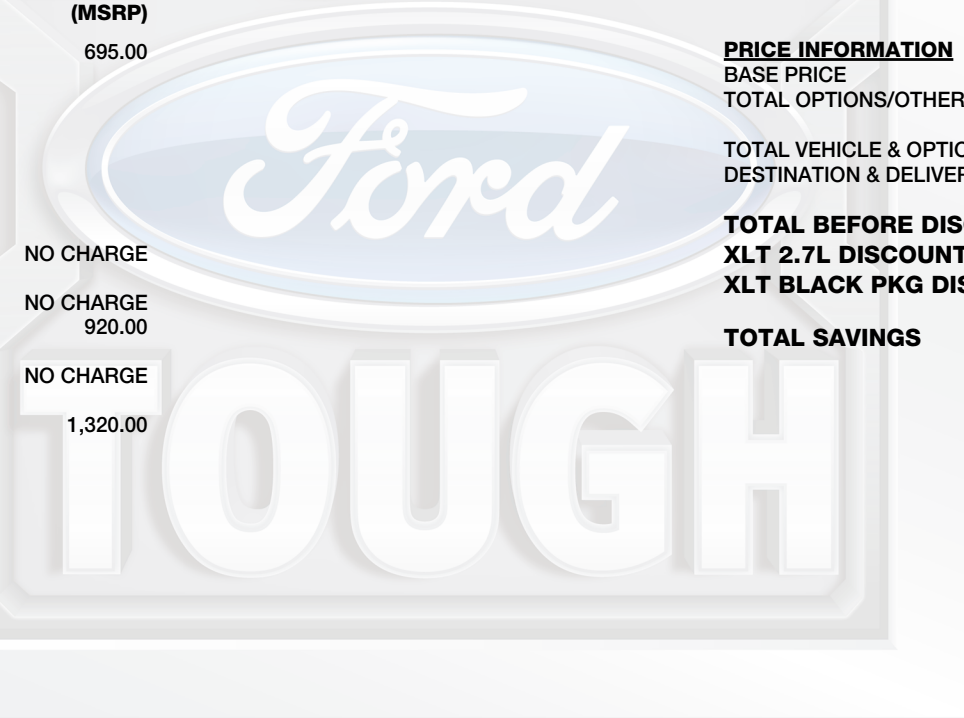 (MSRP)
695.00
NO CHARGE
NO CHARGE
920.00
NO CHARGE
1,320.00
PRICE INFORMATION
BASE PRICE
TOTAL OPTIONS/OTHER
TOTAL VEHICLE & OPTIO
DESTINATION & DELIVER
TOTAL BEFORE DIS
XLT 2.7L DISCOUNT
XLT BLACK PKG DIS
TOTAL SAVINGS
Ford
TOUGH